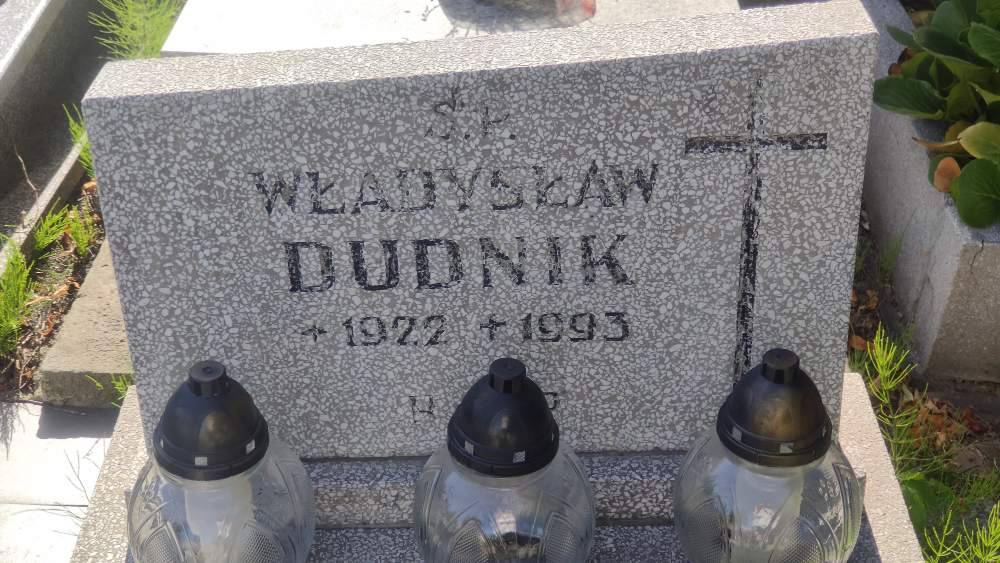 Ś.P.
WŁADYSŁAW
DUDNIK
+ 1922 + 1993